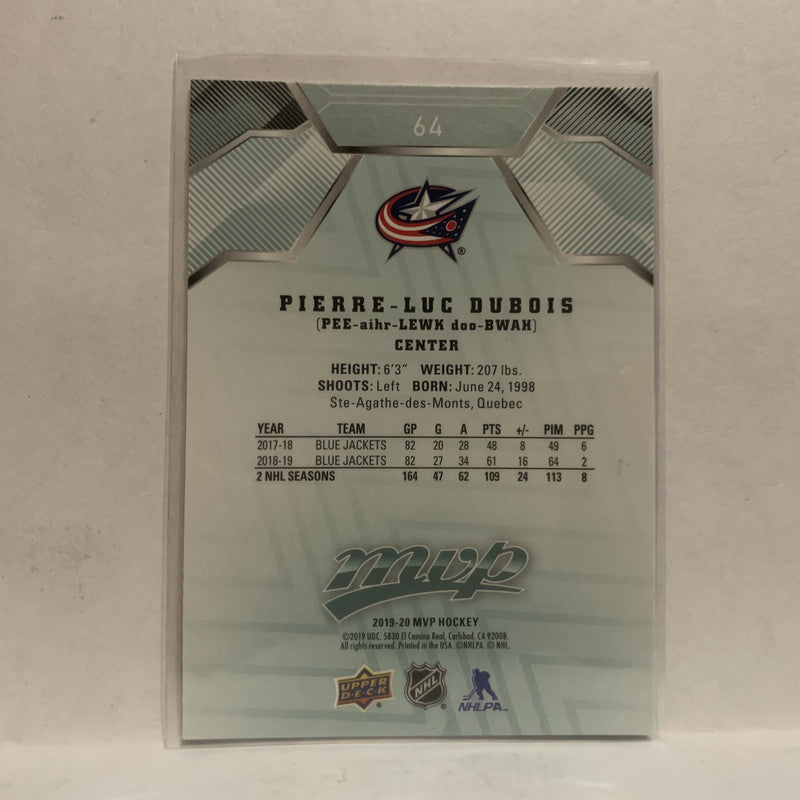 64
®
PIERRE-LUC DUBOIS
(PEE-aihr-LEWK doo-BWAH)
CENTER
HEIGHT: 6'3" WEIGHT: 207 lbs.
SHOOTS: Left BORN: June 24, 1998
Ste-Agathe-des-Monts, Quebec
YEAR TEAM GP G A PTS +/- PIM PPG
2017-18 BLUE JACKETS 82 20 28 48 8 49 6
2018-19 BLUE JACKETS 82 27 34 61 16 64 2
2 NHL SEASONS 164 47 62 109 24 113 8
mvp
2019-20 MVP HOCKEY
©2019 UDC. 5830 El Camino Real, Carlsbad, CA 92008.
All rights reserved. Printed in the USA. ©NHLPA. © NHL.
UPPER DECK ®
NHL ®
NHLPA™